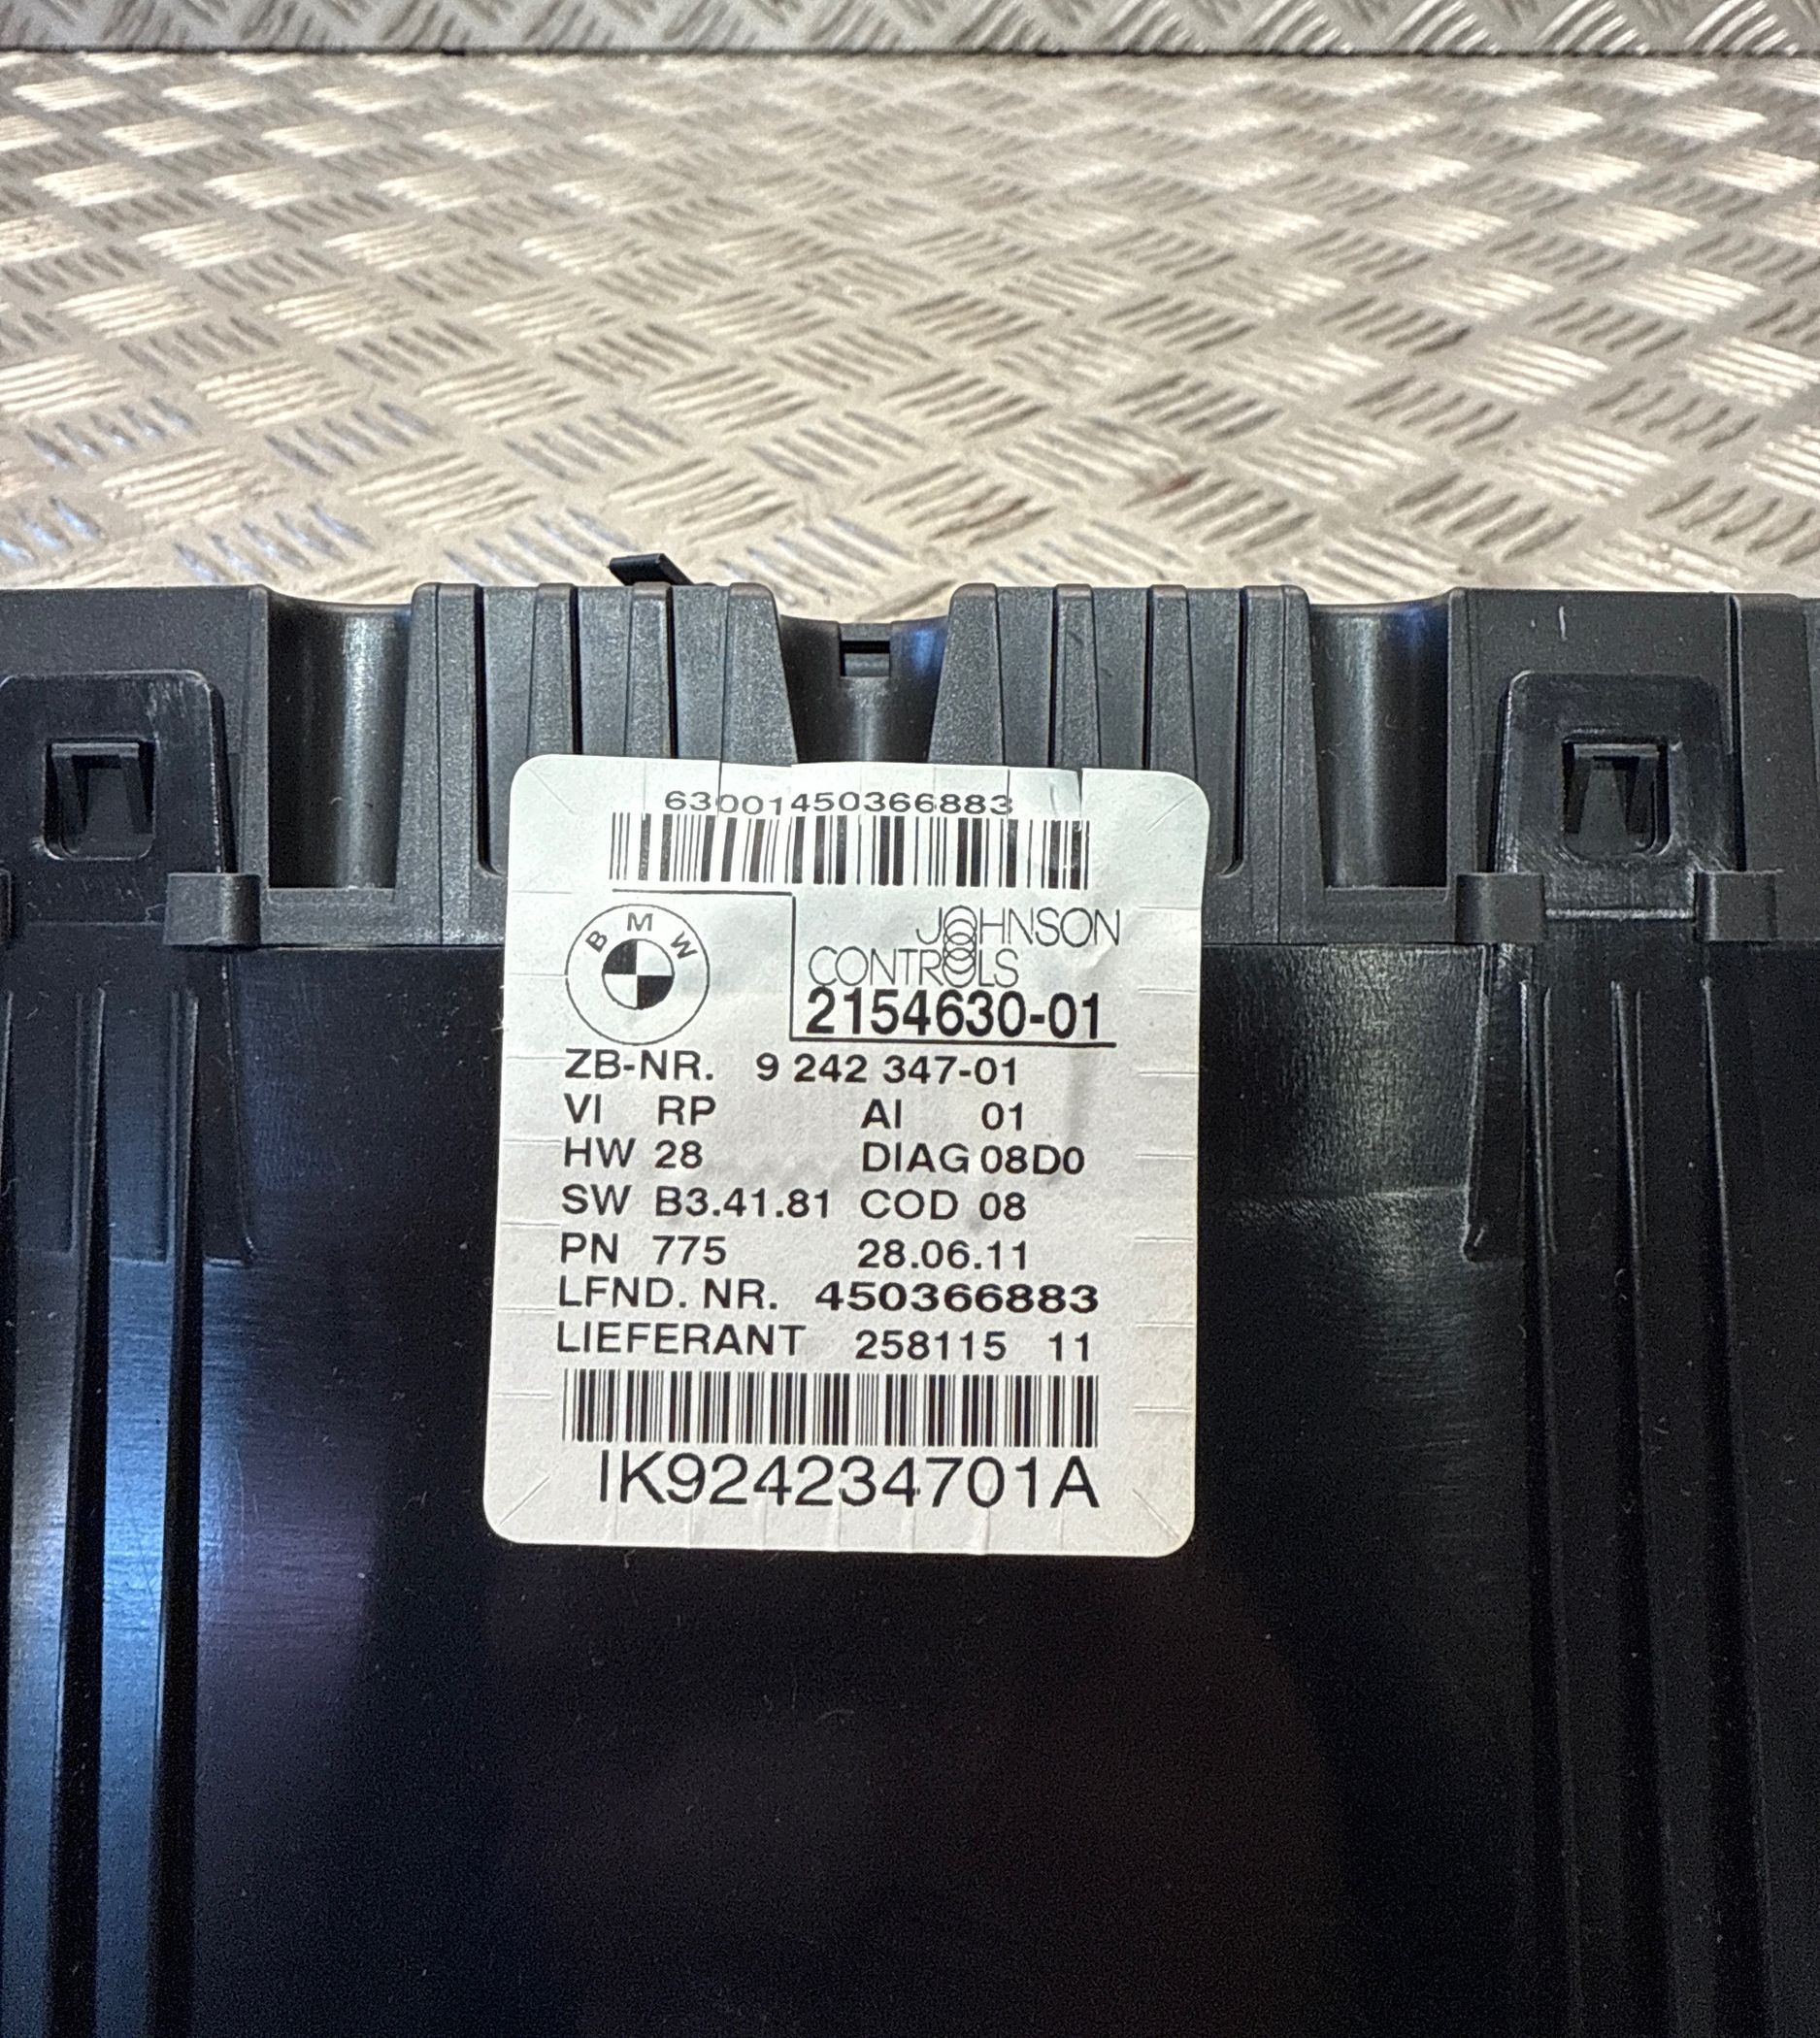 63001450366883
BMW
JOHNSON
CONTROLS
2154630-01
ZB-NR. 9 242 347-01
VI RP AI 01
HW 28 DIAG 08D0
SW B3.41.81 COD 08
PN 775 28.06.11
LFND. NR. 450366883
LIEFERANT 258115 11
IK924234701A